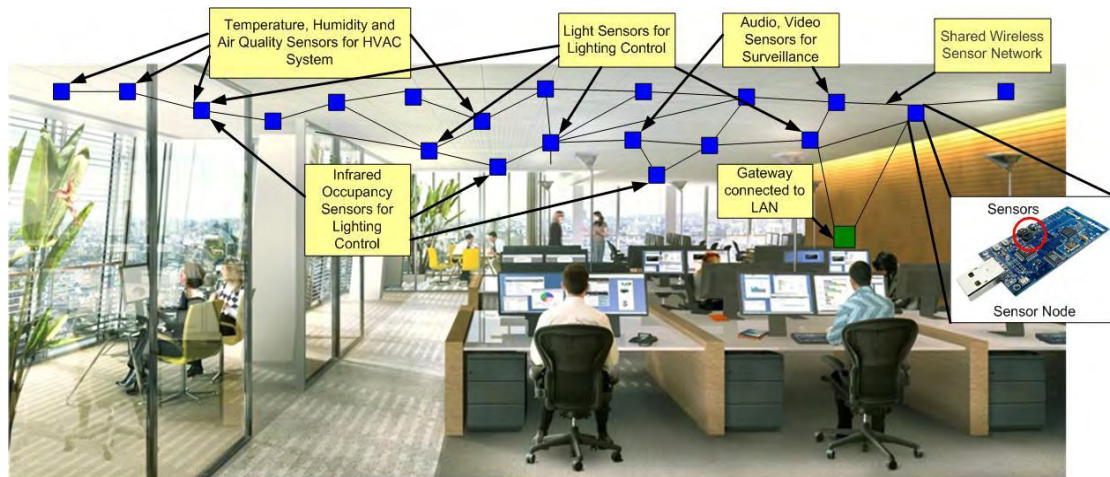 Temperature, Humidity and
Air Quality Sensors for HVAC
System
Light Sensors for
Lighting Control
Audio, Video
Sensors for
Surveillance
Shared Wireless
Sensor Network
Infrared
Occupancy
Sensors for
Lighting
Control
Gateway
connected to
LAN
Sensors
Sensor Node